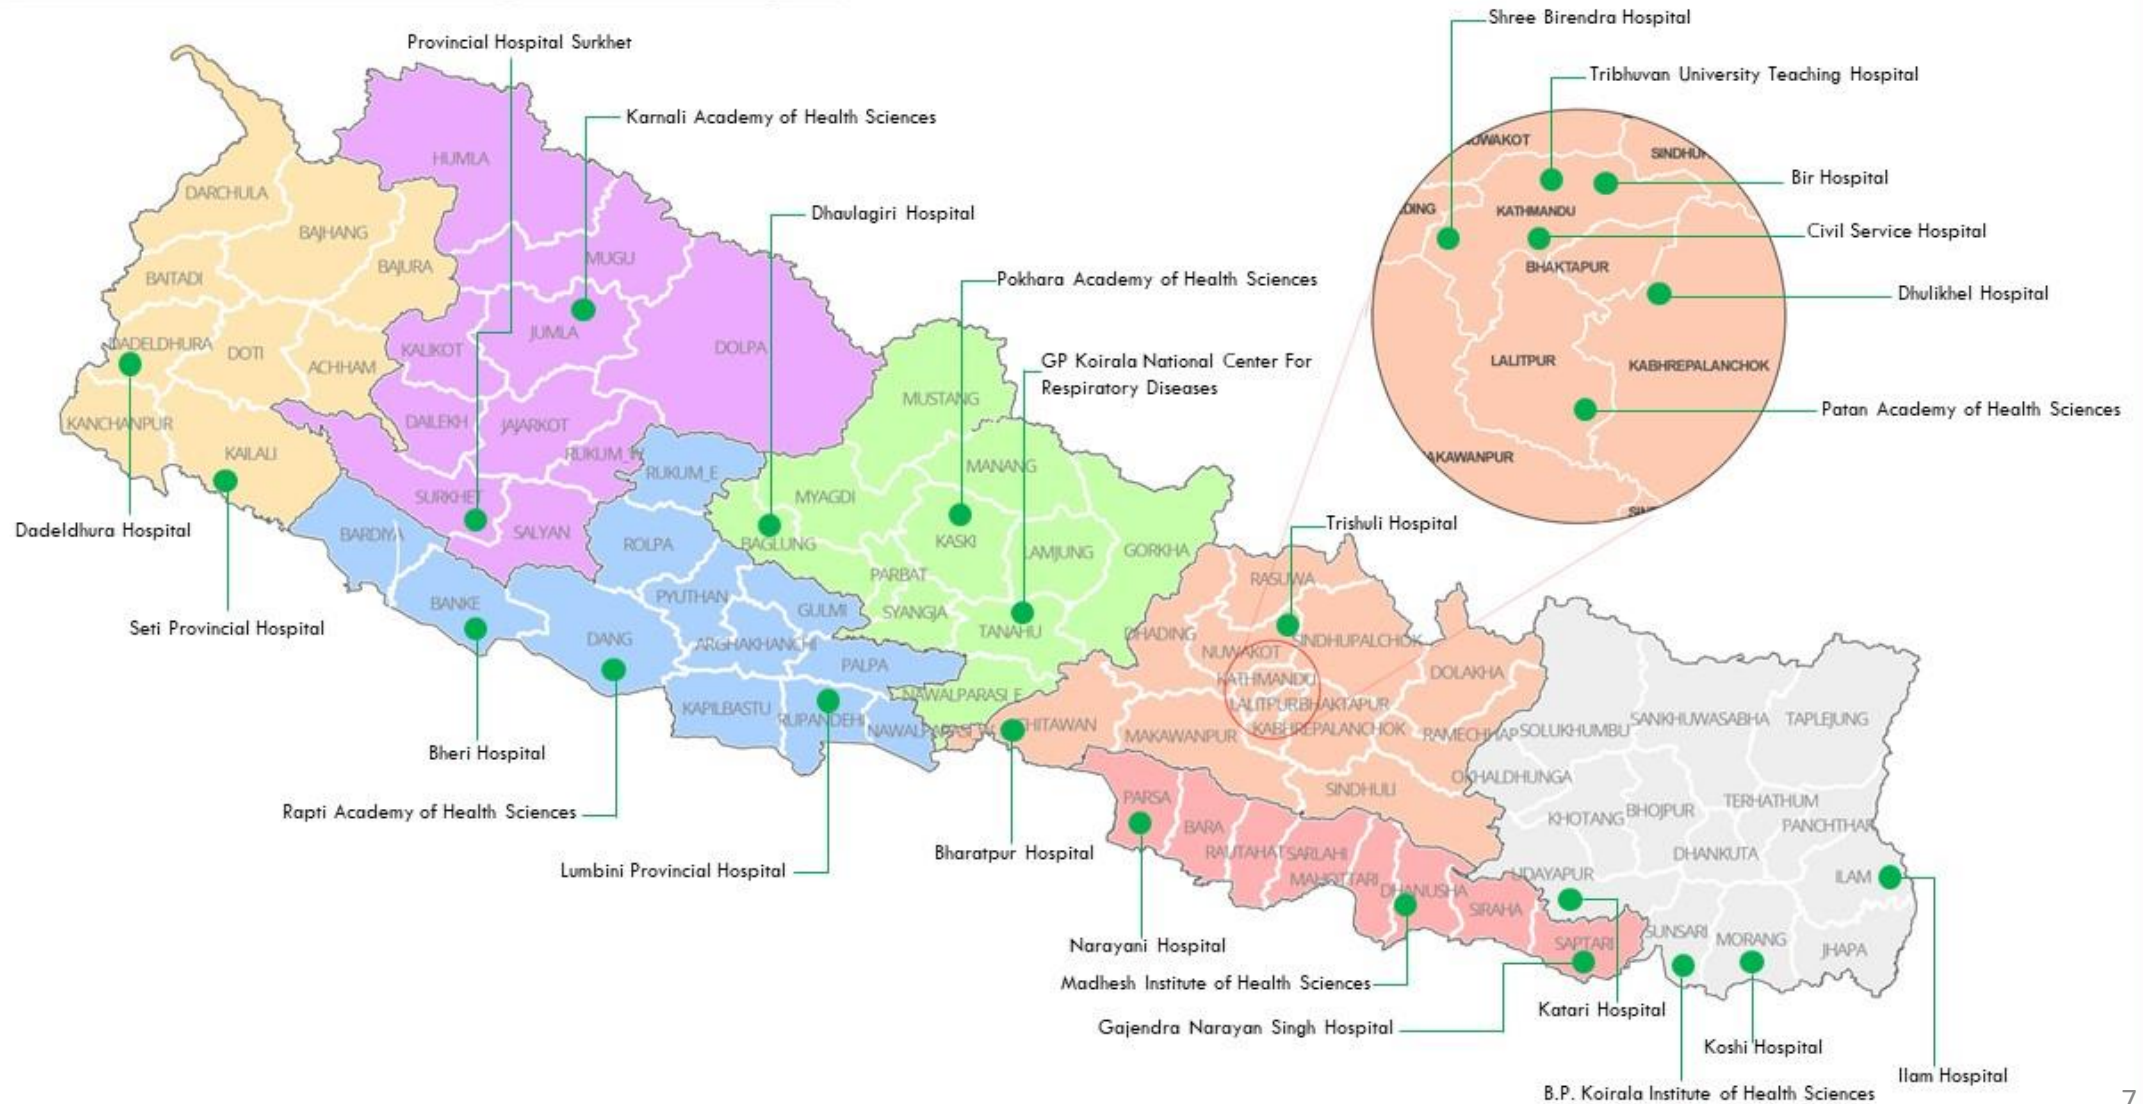 Shree Birendra Hospital
Provincial Hospital Surkhet
Tribhuvan University Teaching Hospital
Karnali Academy of Health Sciences
Bir Hospital
Dhaulagiri Hospital
Civil Service Hospital
Pokhara Academy of Health Sciences
Dhulikhel Hospital
GP Koirala National Center For
Respiratory Diseases
Patan Academy of Health Sciences
Trishuli Hospital
Dadeldhura Hospital
Seti Provincial Hospital
Bheri Hospital
Rapti Academy of Health Sciences
Lumbini Provincial Hospital
Bharatpur Hospital
Narayani Hospital
Madhesh Institute of Health Sciences
Gajendra Narayan Singh Hospital
Katari Hospital
Koshi Hospital
Ilam Hospital
B.P. Koirala Institute of Health Sciences
UWAKOT
SINDHU
DING
KATHMANDU
BHAKTAPUR
LALITPUR
KABHREPALANCHOK
AKAWANPUR
SIND
HUMLA
DARCHULA
BAJHANG
BAJURA
BAITADI
MUGU
JUMLA
DADELDHURA
DOTI
ACHHAM
KALIKOT
DOLPA
KANCHANPUR
KAILALI
DAILEKH
JAJARKOT
RUKUM_W
RUKUM_E
SURKHET
SALYAN
MUSTANG
MANANG
MYAGDI
BAGLUNG
KASKI
LAMJUNG
GORKHA
PARBAT
SYANGJA
TANAHU
NAWALPARASI_E
BARDIYA
BANKE
ROLPA
PYUTHAN
GULMI
DANG
ARGHAKHANCHI
PALPA
KAPILBASTU
RUPANDEHI
NAWALPARASI_W
CHITAWAN
RASUWA
DHADING
NUWAKOT
SINDHUPALCHOK
DOLAKHA
KATHMANDU
LALITPUR
BHAKTAPUR
KABHREPALANCHOK
MAKAWANPUR
RAMECHHAP
SINDHULI
PARSA
BARA
RAUTAHAT
SARLAHI
MAHOTTARI
DHANUSHA
SIRAHA
SAPTARI
SOLUKHUMBU
SANKHUWASABHA
TAPLEJUNG
OKHALDHUNGA
KHOTANG
BHOJPUR
TERHATHUM
PANCHTHAR
DHANKUTA
UDAYAPUR
ILAM
SUNSARI
MORANG
JHAPA
7